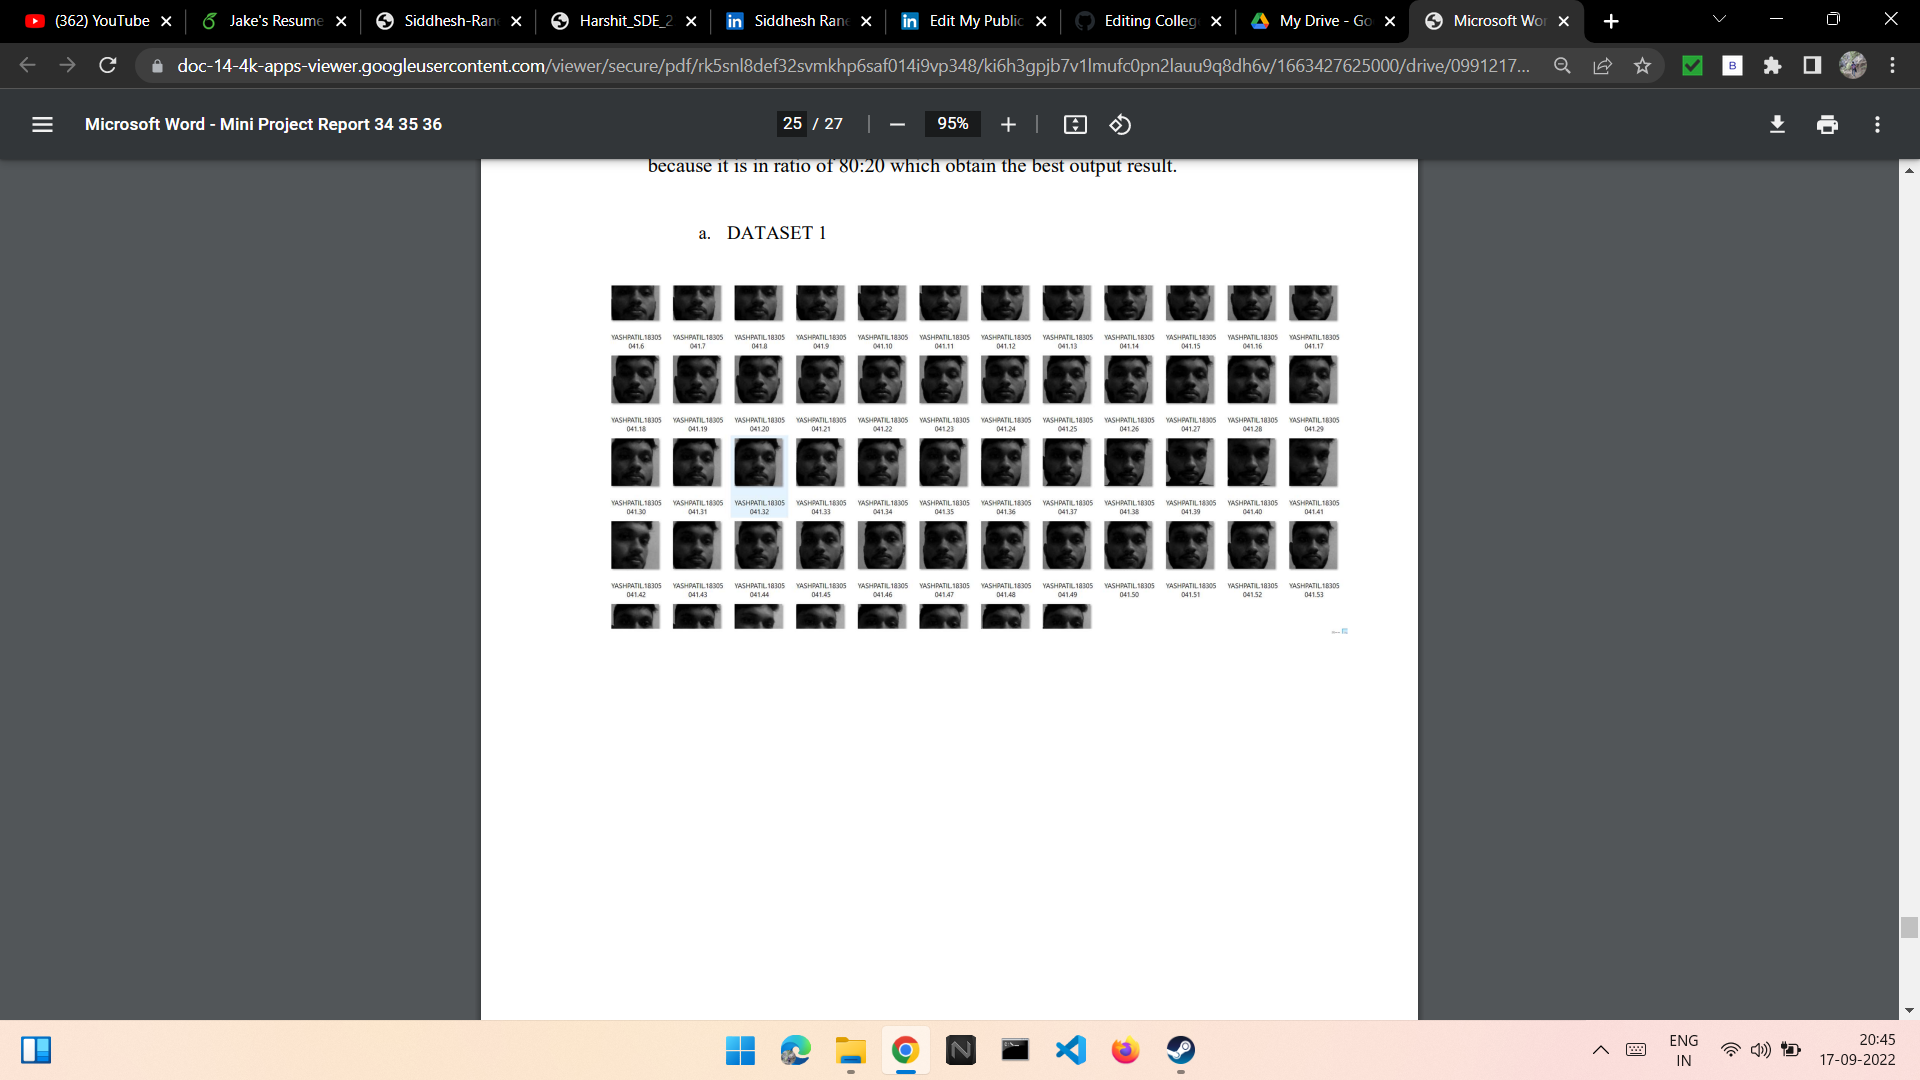 (362) YouTube
Jake's Resume
Siddhesh-Ran
Harshit_SDE_2
Siddhesh Rane
Edit My Public
Editing Colleg
My Drive - Go
Microsoft Wor
doc-14-4k-apps-viewer.googleusercontent.com/viewer/secure/pdf/rk5snl8def32svmkhp6saf014i9vp348/ki6h3gpjb7v1lmufc0pn2lauu9q8dh6v/1663427625000/drive/0991217...
B
Microsoft Word - Mini Project Report 34 35 36
25 / 27
95%
because it is in ratio of 80:20 which obtain the best output result.
a. DATASET 1
YASHPATIL.18305 YASHPATIL.18305 YASHPATIL.18305 YASHPATIL.18305 YASHPATIL.18305 YASHPATIL.18305 YASHPATIL.18305 YASHPATIL.18305 YASHPATIL.18305 YASHPATIL.18305 YASHPATIL.18305 YASHPATIL.18305
041.6 041.7 041.8 041.9 041.10 041.11 041.12 041.13 041.14 041.15 041.16 041.17
YASHPATIL.18305 YASHPATIL.18305 YASHPATIL.18305 YASHPATIL.18305 YASHPATIL.18305 YASHPATIL.18305 YASHPATIL.18305 YASHPATIL.18305 YASHPATIL.18305 YASHPATIL.18305 YASHPATIL.18305 YASHPATIL.18305
041.18 041.19 041.20 041.21 041.22 041.23 041.24 041.25 041.26 041.27 041.28 041.29
YASHPATIL.18305 YASHPATIL.18305 YASHPATIL.18305 YASHPATIL.18305 YASHPATIL.18305 YASHPATIL.18305 YASHPATIL.18305 YASHPATIL.18305 YASHPATIL.18305 YASHPATIL.18305 YASHPATIL.18305 YASHPATIL.18305
041.30 041.31 041.32 041.33 041.34 041.35 041.36 041.37 041.38 041.39 041.40 041.41
YASHPATIL.18305 YASHPATIL.18305 YASHPATIL.18305 YASHPATIL.18305 YASHPATIL.18305 YASHPATIL.18305 YASHPATIL.18305 YASHPATIL.18305 YASHPATIL.18305 YASHPATIL.18305 YASHPATIL.18305 YASHPATIL.18305
041.42 041.43 041.44 041.45 041.46 041.47 041.48 041.49 041.50 041.51 041.52 041.53
ENG
IN
20:45
17-09-2022